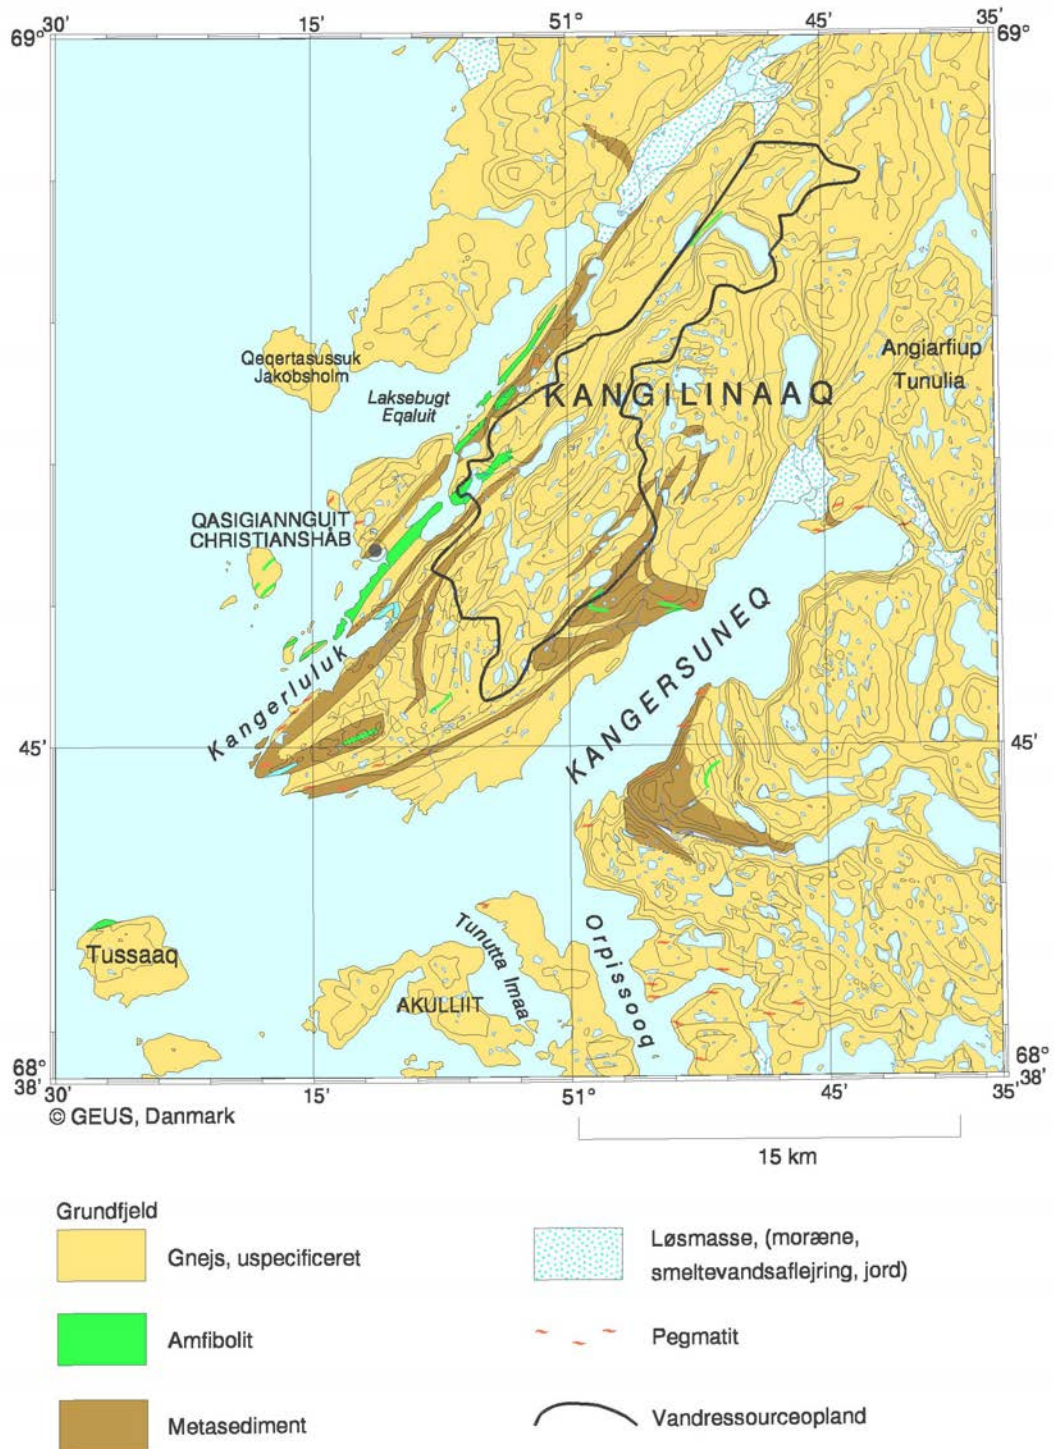 30'
15'
51°
45'
35'
69°
69°
Qeqertasussuk
Jakobsholm
Laksebugt
Eqaluit
KANGILINAAQ
Angiarfiup
Tunulia
QASIGIANNGUIT
CHRISTIANSHÅB
KANGERSUNEQ
Kangerluluk
45'
45'
Tussaaq
Tunutta Imaa
Orpissooq
AKULLIIT
68°
38'
68°
38'
30'
15'
51°
45'
35'
© GEUS, Danmark
15 km
Grundfjeld
Gnejs, uspecificeret
Amfibolit
Metasediment
Løsmasse, (moræne,
smeltevandsaflejring, jord)
Pegmatit
Vandressourceopland